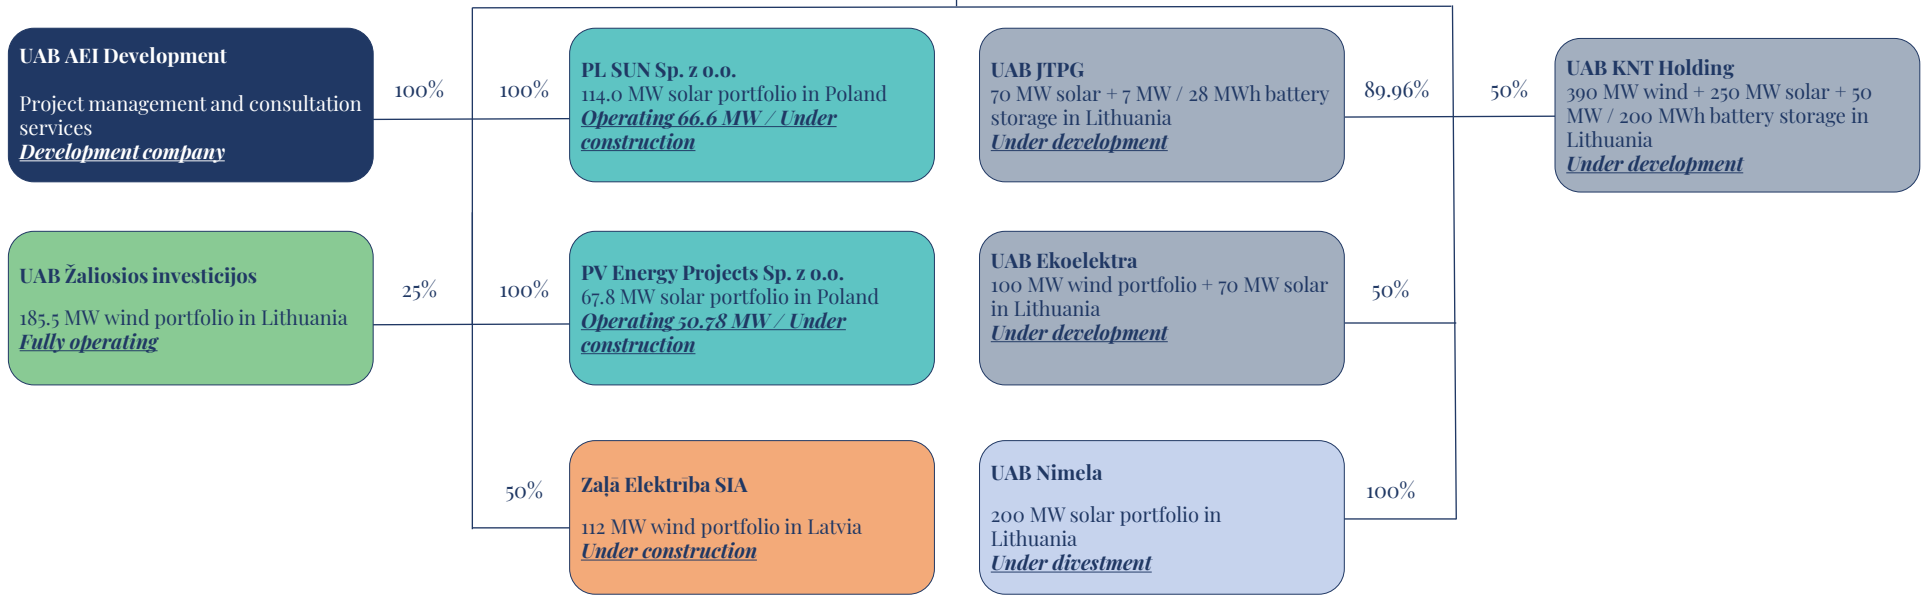 UAB AEI Development
Project management and consultation
services
Development company
100%
100%
PL SUN Sp. z o.o.
114.0 MW solar portfolio in Poland
Operating 66.6 MW / Under
construction
UAB JTPG
70 MW solar + 7 MW / 28 MWh battery
storage in Lithuania
Under development
89.96%
50%
UAB KNT Holding
390 MW wind + 250 MW solar + 50
MW / 200 MWh battery storage in
Lithuania
Under development
UAB Žaliosios investicijos
185.5 MW wind portfolio in Lithuania
Fully operating
25%
100%
PV Energy Projects Sp. z o.o.
67.8 MW solar portfolio in Poland
Operating 50.78 MW / Under
construction
UAB Ekoelektra
100 MW wind portfolio + 70 MW solar
in Lithuania
Under development
50%
50%
Zaļā Elektrība SIA
112 MW wind portfolio in Latvia
Under construction
UAB Nimela
200 MW solar portfolio in
Lithuania
Under divestment
100%